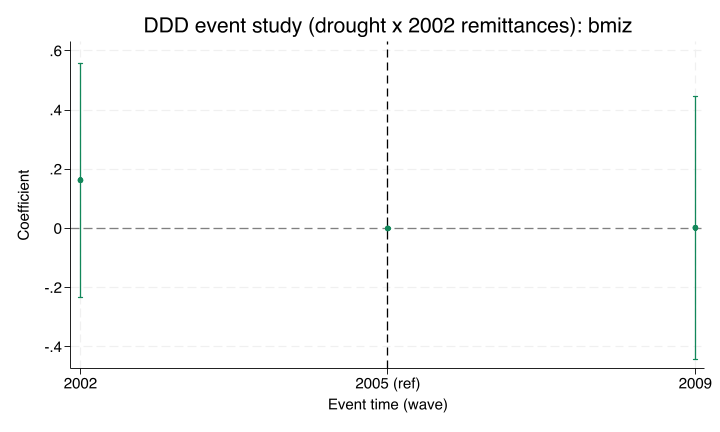 DDD event study (drought x 2002 remittances): bmiz
.6
.4
.2
0
-.2
-.4
Coefficient
2002
2005 (ref)
2009
Event time (wave)